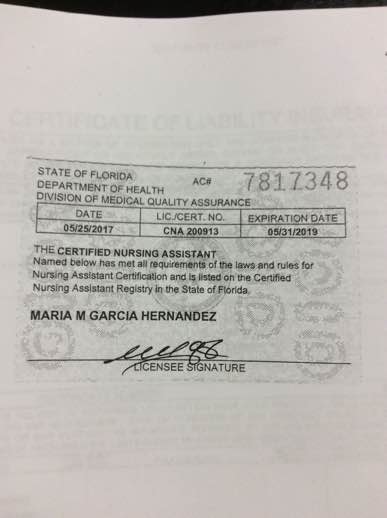 CERTIFICATE OF LIABILITY
STATE OF FLORIDA
DEPARTMENT OF HEALTH
DIVISION OF MEDICAL QUALITY ASSURANCE
AC# 7817348
DATE LIC./CERT. NO. EXPIRATION DATE
05/25/2017 CNA 200913 05/31/2019
THE CERTIFIED NURSING ASSISTANT
Named below has met all requirements of the laws and rules for
Nursing Assistant Certification and is listed on the Certified
Nursing Assistant Registry in the State of Florida.
MARIA M GARCIA HERNANDEZ
LICENSEE SIGNATURE